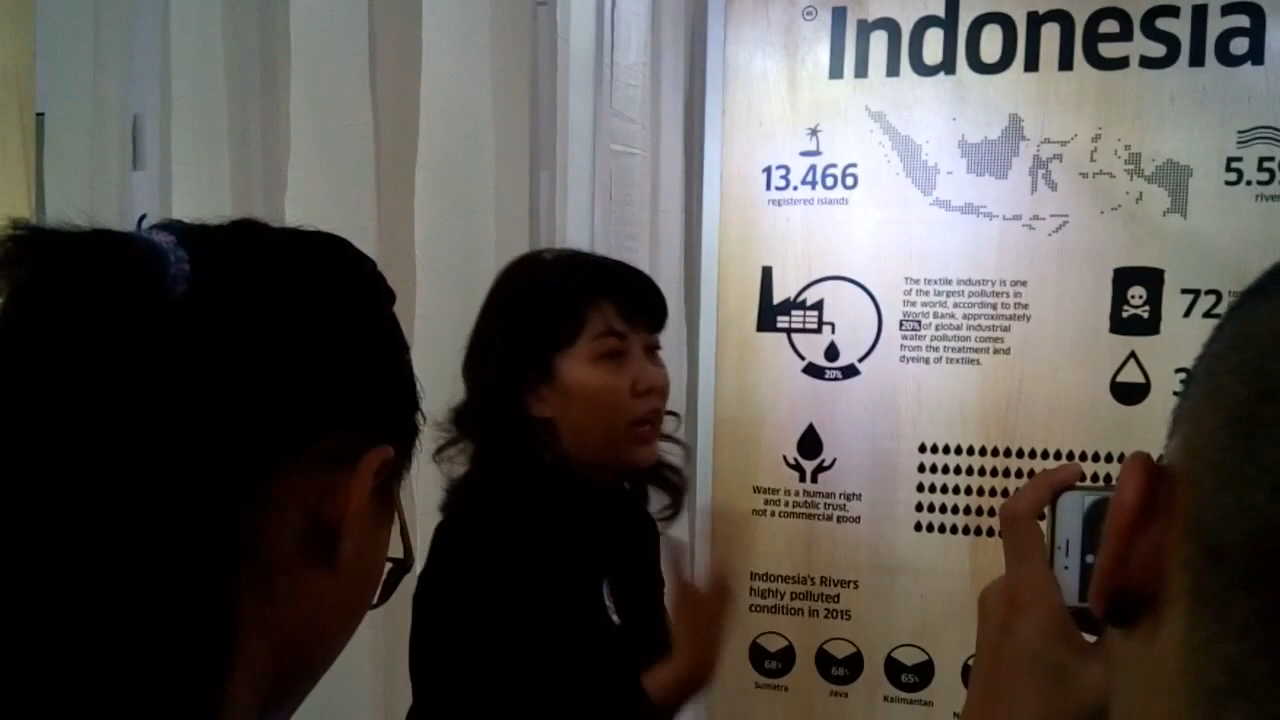 Indonesia
13.466
registered islands
5.5
The textile industry is one
of the largest polluters in
the world, according to the
World Bank, approximately
20% of global industrial
water pollution comes
from the treatment and
dyeing of textiles.
20%
72
Water is a human right
and a public trust,
not a commercial good
Indonesia's Rivers
highly polluted
condition in 2015
68%
Sumatra
68%
Java
65%
Kalimantan